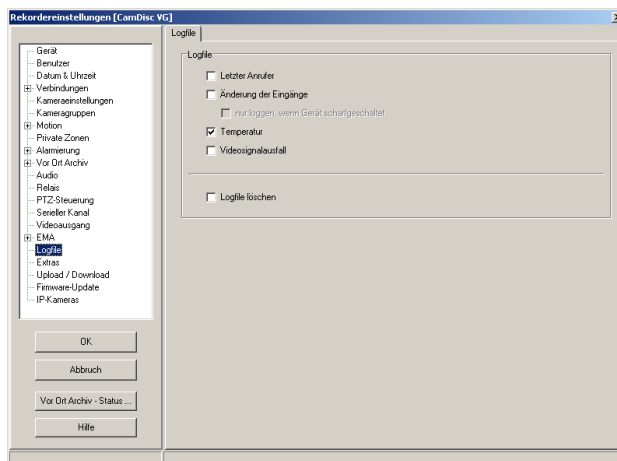 Rekordereinstellungen [CamDisc VG]
Gerät
Benutzer
Datum & Uhrzeit
Verbindungen
Kameraeinstellungen
Kameragruppen
Motion
Private Zonen
Alarmierung
Vor Ort Archiv
Audio
Relais
PTZ-Steuerung
Serieller Kanal
Videoausgang
EMA
Logfile
Extras
Upload / Download
Firmware-Update
IP-Kameras
OK
Abbruch
Vor Ort Archiv - Status ...
Hilfe
Logfile
Logfile
Letzter Anrufer
Änderung der Eingänge
nur loggen, wenn Gerät scharfgeschaltet
Temperatur
Videosignalausfall
Logfile löschen